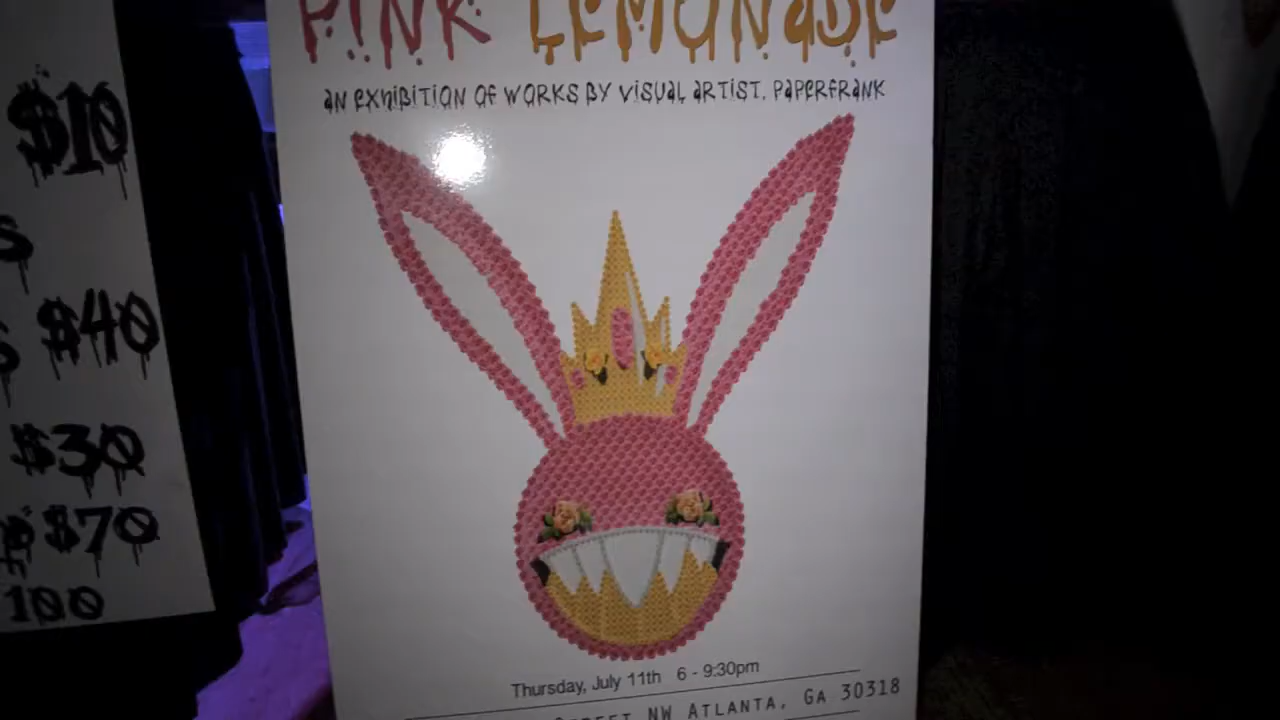 PINK LEMONADE
AN EXHIBITION OF WORKS BY VISUAL ARTIST, PAPERFRANK
$10
$40
$30
$70
100
Thursday, July 11th 6 - 9:30pm
STREET NW ATLANTA, GA 30318